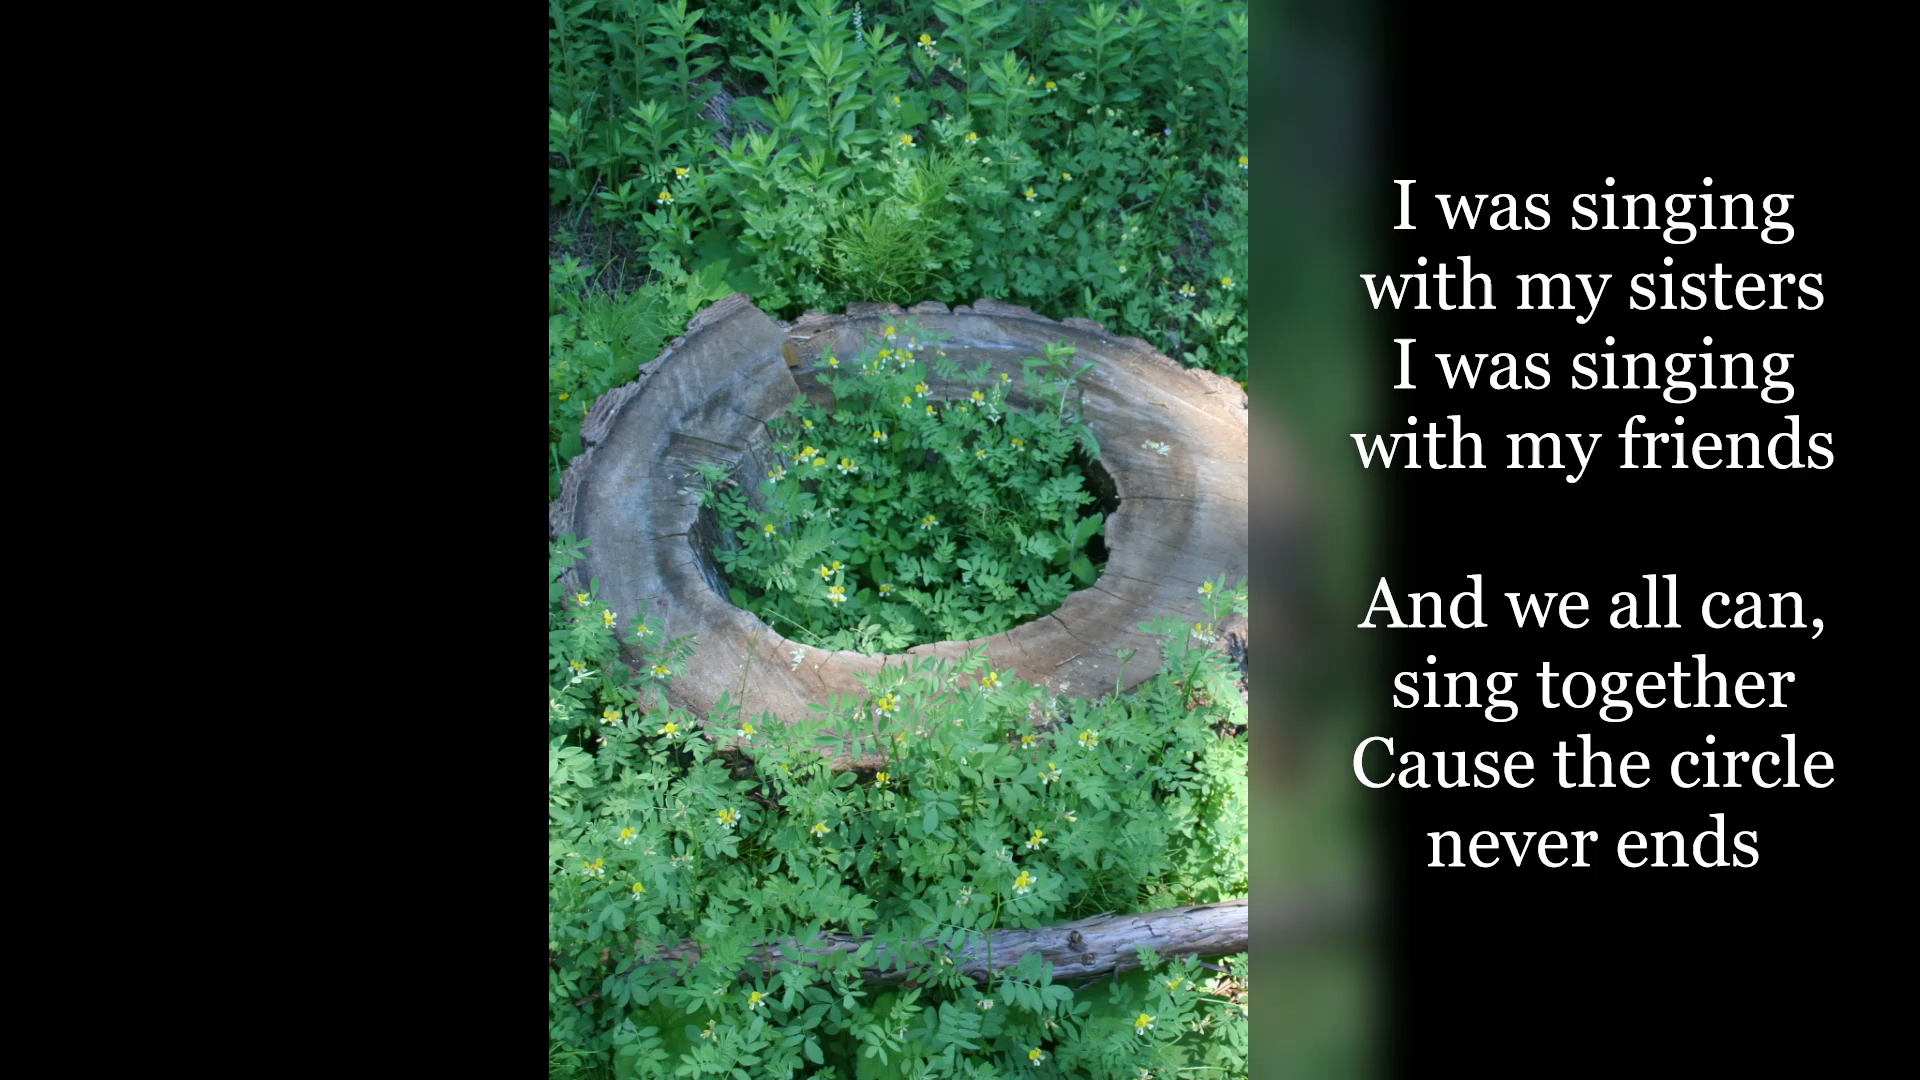 I was singing
with my sisters
I was singing
with my friends
And we all can,
sing together
Cause the circle
never ends